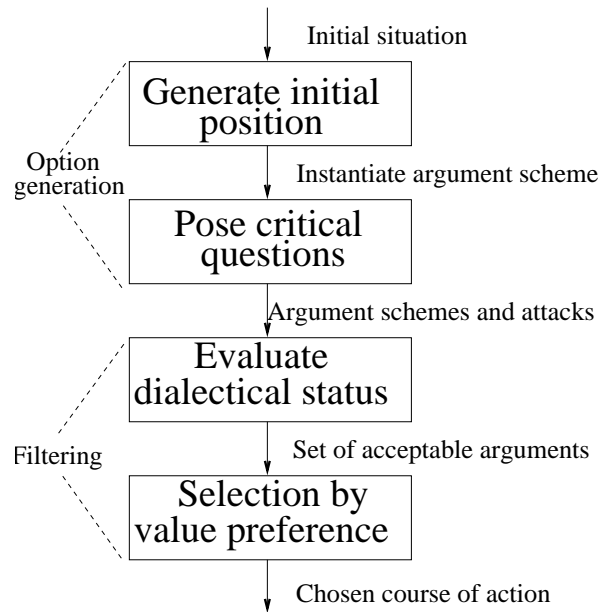 Initial situation
Generate initial
position
Option
generation
Instantiate argument scheme
Pose critical
questions
Argument schemes and attacks
Evaluate
dialectical status
Filtering
Set of acceptable arguments
Selection by
value preference
Chosen course of action